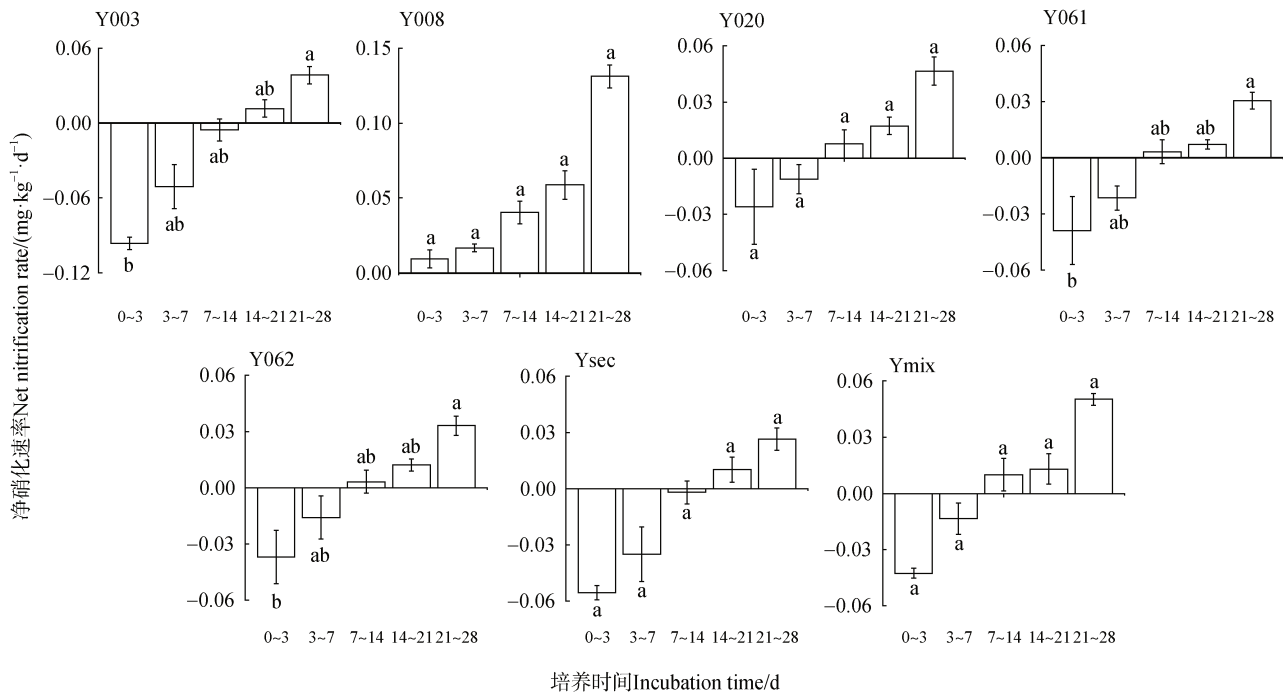 Y003
Y008
Y020
Y061
净硝化速率Net nitrification rate/(mg·kg⁻¹·d⁻¹)
0.06
0.00
−0.06
−0.12
b
ab
ab
ab
a
0~3 3~7 7~14 14~21 21~28
0.15
0.10
0.05
0.00
a
a
a
a
a
0~3 3~7 7~14 14~21 21~28
0.06
0.03
0.00
−0.03
−0.06
a
a
a
a
a
0~3 3~7 7~14 14~21 21~28
0.06
0.03
0.00
−0.03
−0.06
b
ab
ab
ab
a
0~3 3~7 7~14 14~21 21~28
Y062
0.06
0.03
0.00
−0.03
−0.06
b
ab
ab
ab
a
0~3 3~7 7~14 14~21 21~28
Ysec
0.06
0.03
0.00
−0.03
−0.06
a
a
a
a
a
0~3 3~7 7~14 14~21 21~28
Ymix
0.06
0.03
0.00
−0.03
−0.06
a
a
a
a
a
0~3 3~7 7~14 14~21 21~28
培养时间Incubation time/d